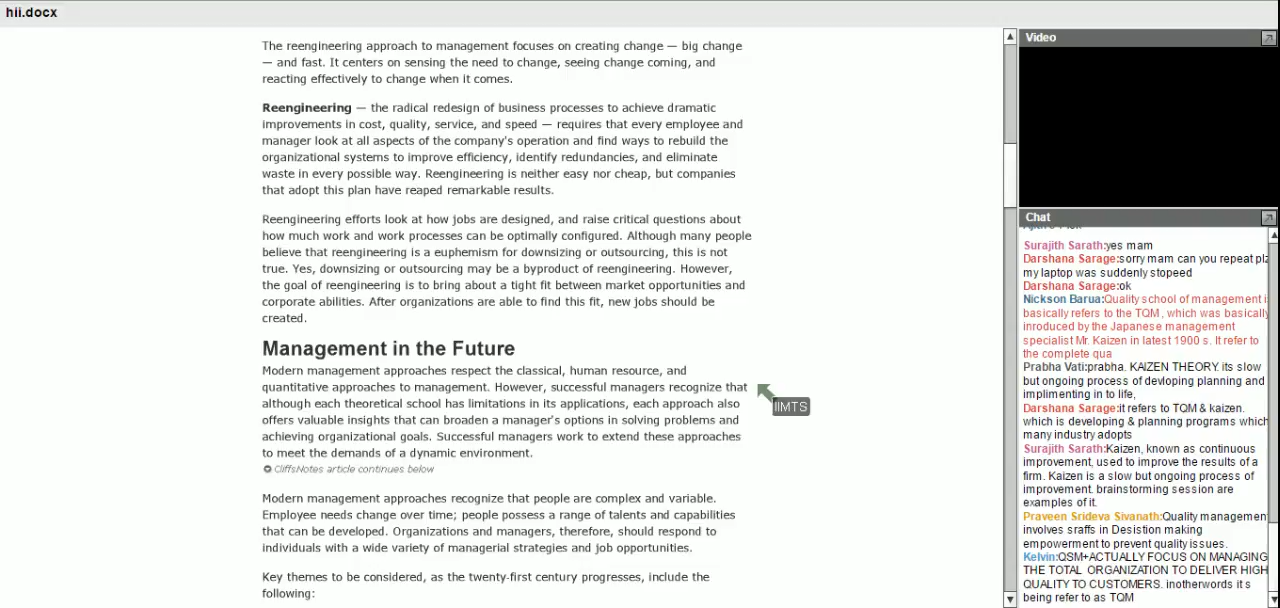 hii.docx
The reengineering approach to management focuses on creating change — big change
— and fast. It centers on sensing the need to change, seeing change coming, and
reacting effectively to change when it comes.
Reengineering — the radical redesign of business processes to achieve dramatic
improvements in cost, quality, service, and speed — requires that every employee and
manager look at all aspects of the company's operation and find ways to rebuild the
organizational systems to improve efficiency, identify redundancies, and eliminate
waste in every possible way. Reengineering is neither easy nor cheap, but companies
that adopt this plan have reaped remarkable results.
Reengineering efforts look at how jobs are designed, and raise critical questions about
how much work and work processes can be optimally configured. Although many people
believe that reengineering is a euphemism for downsizing or outsourcing, this is not
true. Yes, downsizing or outsourcing may be a byproduct of reengineering. However,
the goal of reengineering is to bring about a tight fit between market opportunities and
corporate abilities. After organizations are able to find this fit, new jobs should be
created.
Management in the Future
Modern management approaches respect the classical, human resource, and
quantitative approaches to management. However, successful managers recognize that
although each theoretical school has limitations in its applications, each approach also
offers valuable insights that can broaden a manager's options in solving problems and
achieving organizational goals. Successful managers work to extend these approaches
to meet the demands of a dynamic environment.
CliffsNotes article continues below
Modern management approaches recognize that people are complex and variable.
Employee needs change over time; people possess a range of talents and capabilities
that can be developed. Organizations and managers, therefore, should respond to
individuals with a wide variety of managerial strategies and job opportunities.
Key themes to be considered, as the twenty-first century progresses, include the
following:
IIMTS
Video
Chat
Surajith Sarath:yes mam
Darshana Sarage:sorry mam can you repeat plz
my laptop was suddenly stopeed
Darshana Sarage:ok
Nickson Barua:Quality school of management is
basically refers to the TQM , which was basically
inroduced by the Japanese management
specialist Mr. Kaizen in latest 1900 s. It refer to
the complete qua
Prabha Vati:prabha. KAIZEN THEORY. its slow
but ongoing process of devloping planning and
implimenting in to life,
Darshana Sarage:it refers to TQM & kaizen.
which is developing & planning programs which
many industry adopts
Surajith Sarath:Kaizen, known as continuous
improvement, used to improve the results of a
firm. Kaizen is a slow but ongoing process of
improvement. brainstorming session are
examples of it.
Praveen Srideva Sivanath:Quality management
involves sraffs in Desistion making
empowerment to prevent quality issues.
Kelvin:QSM+ACTUALLY FOCUS ON MANAGING
THE TOTAL ORGANIZATION TO DELIVER HIGH
QUALITY TO CUSTOMERS. inotherwords it s
being refer to as TQM